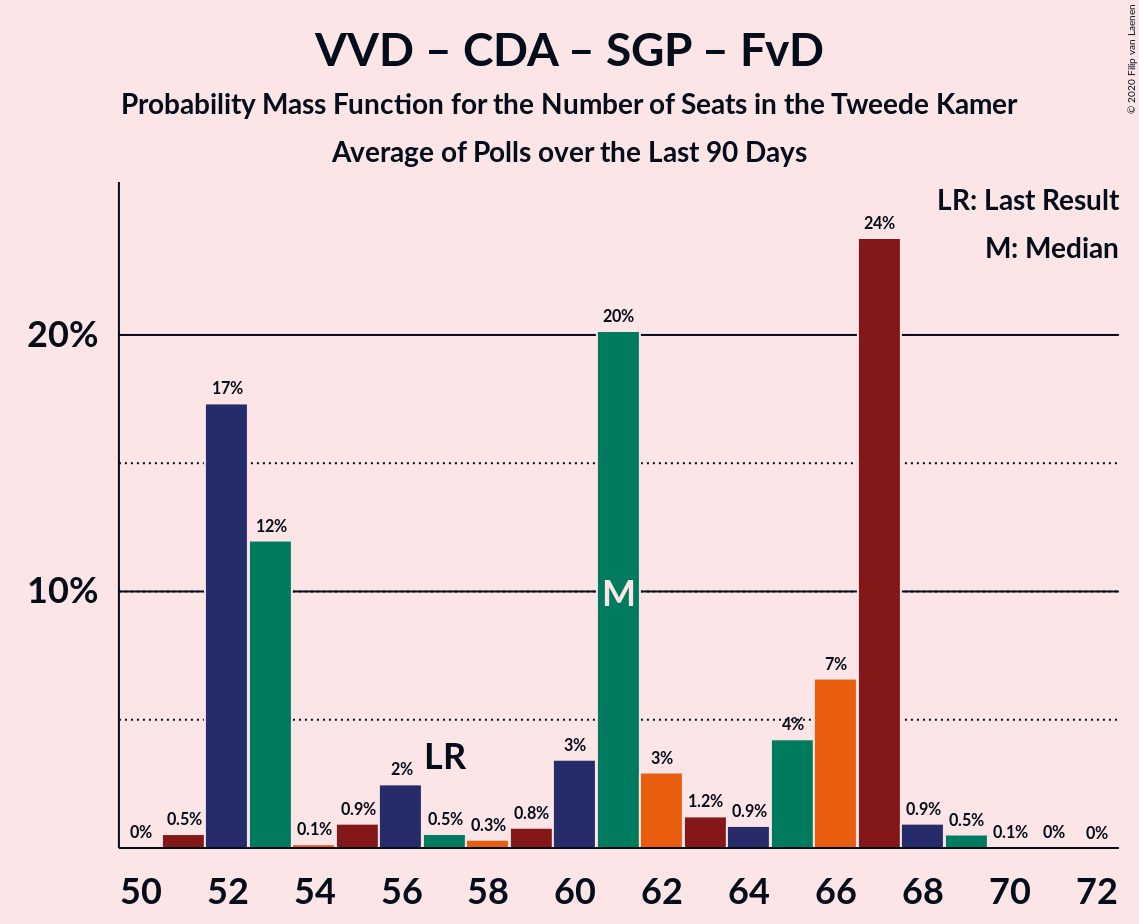 VVD – CDA – SGP – FvD
Probability Mass Function for the Number of Seats in the Tweede Kamer
Average of Polls over the Last 90 Days
© 2020 Filip van Laenen
LR: Last Result
M: Median
20%
10%
0%
0.5%
17%
12%
0.1%
0.9%
2%
0.5%
0.3%
0.8%
3%
20%
3%
1.2%
0.9%
4%
7%
24%
0.9%
0.5%
0.1%
0%
0%
LR
M
50 52 54 56 58 60 62 64 66 68 70 72